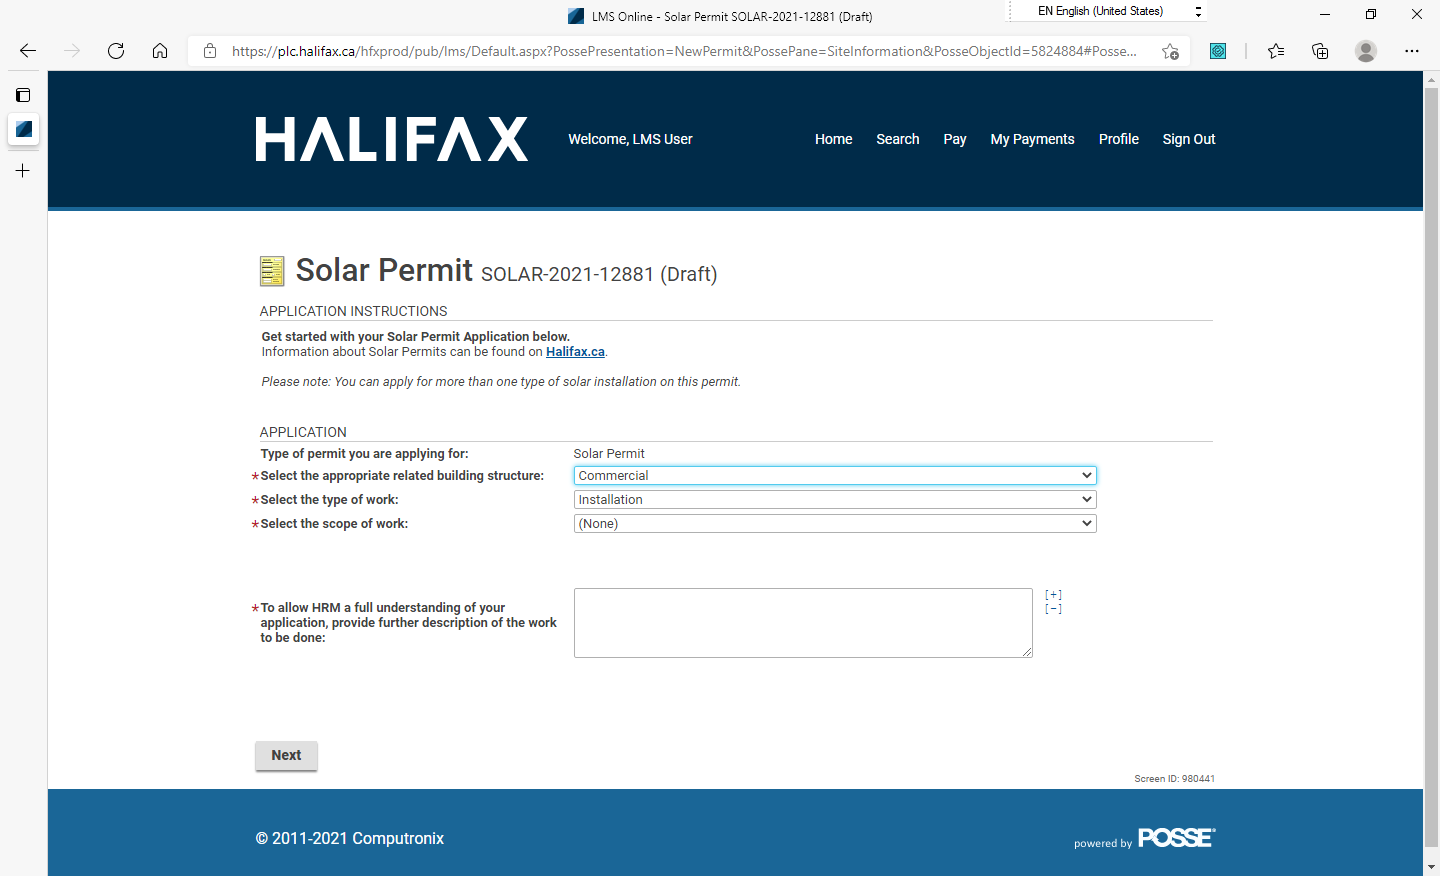 LMS Online - Solar Permit SOLAR-2021-12881 (Draft)
EN English (United States)
https://plc.halifax.ca/hfxprod/pub/lms/Default.aspx?PossePresentation=NewPermit&PossePane=SiteInformation&PosseObjectId=5824884#Posse...
HALIFAX
Welcome, LMS User
Home Search Pay My Payments Profile Sign Out
Solar Permit SOLAR-2021-12881 (Draft)
APPLICATION INSTRUCTIONS
Get started with your Solar Permit Application below.
Information about Solar Permits can be found on Halifax.ca.
Please note: You can apply for more than one type of solar installation on this permit.
APPLICATION
Type of permit you are applying for: Solar Permit
*Select the appropriate related building structure: Commercial
*Select the type of work: Installation
*Select the scope of work: (None)
*To allow HRM a full understanding of your
application, provide further description of the work
to be done:
[+]
[-]
Next
Screen ID: 980441
© 2011-2021 Computronix
powered by POSSE®